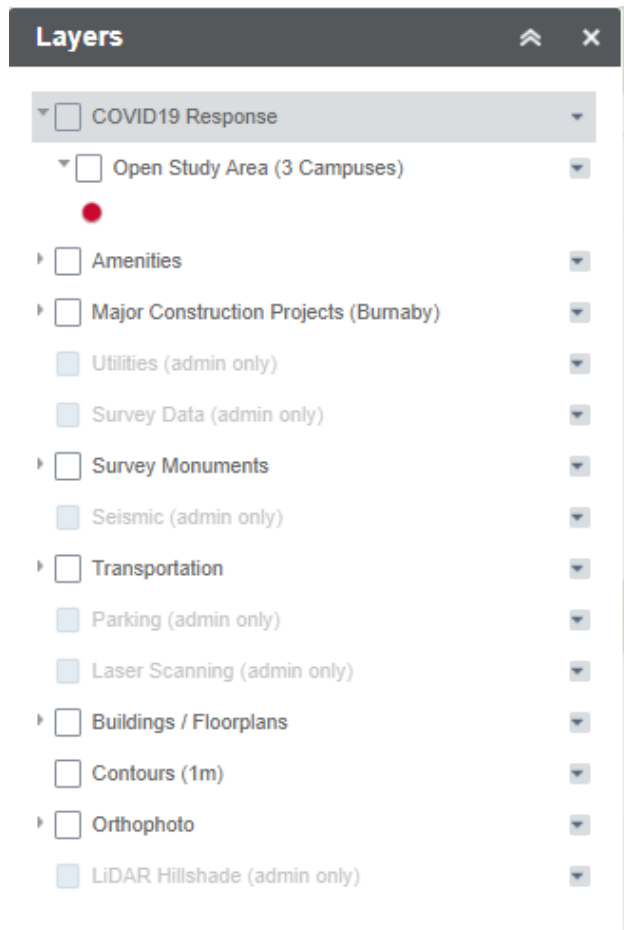 Layers
COVID19 Response
Open Study Area (3 Campuses)
Amenities
Major Construction Projects (Burnaby)
Utilities (admin only)
Survey Data (admin only)
Survey Monuments
Seismic (admin only)
Transportation
Parking (admin only)
Laser Scanning (admin only)
Buildings / Floorplans
Contours (1m)
Orthophoto
LiDAR Hillshade (admin only)